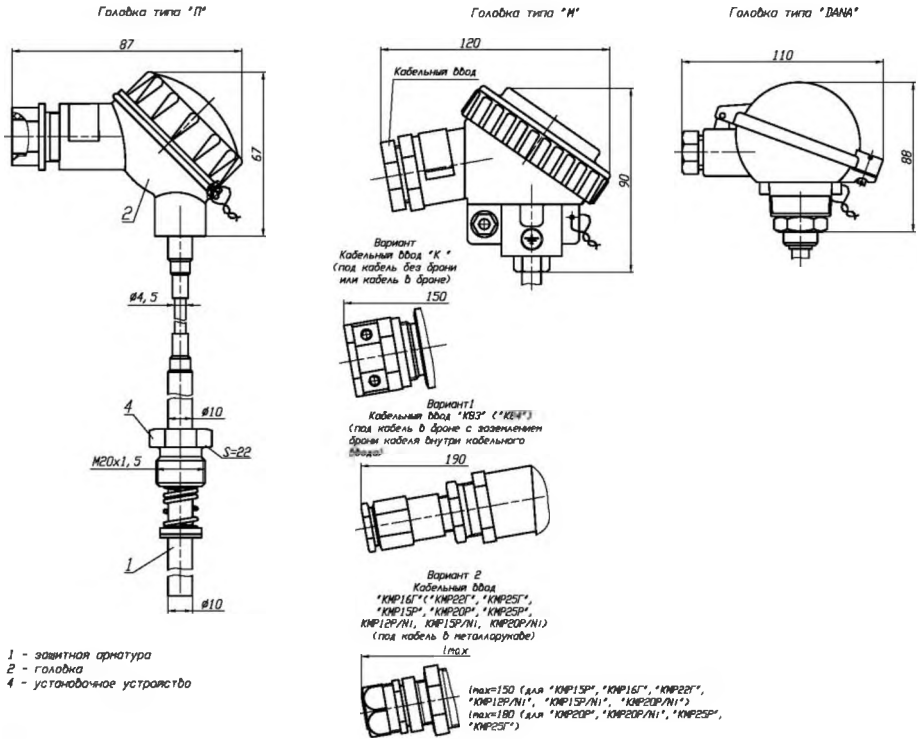 Головка типа "П"
Головка типа "М"
Головка типа "DANA"
87
120
110
Кабельный ввод
67
90
88
2
Вариант
Кабельный ввод "К "
(под кабель без брони
или кабель в броне)
150
ø4,5
Вариант1
Кабельный ввод "КВ3" ("КВ4")
(под кабель в броне с заземлением
брони кабеля внутри кабельного
ввода)
4
ø10
S=22
М20x1,5
190
1
ø10
Вариант 2
Кабельный ввод
"КМР16Г"("КМР22Г", "КМР25Г",
"КМР15Р", "КМР20Р", "КМР25Р",
КМР12Р/Ni, КМР15Р/Ni, КМР20Р/Ni)
(под кабель в металлорукаве)
lmax
1 - защитная арматура
2 - головка
4 - установочное устройство
lmax=150 (для "КМР15Р", "КМР16Г", "КМР22Г",
"КМР12Р/Ni", "КМР15Р/Ni", "КМР20Р/Ni")
lmax=180 (для "КМР20Р", "КМР20Р/Ni", "КМР25Р",
"КМР25Г")